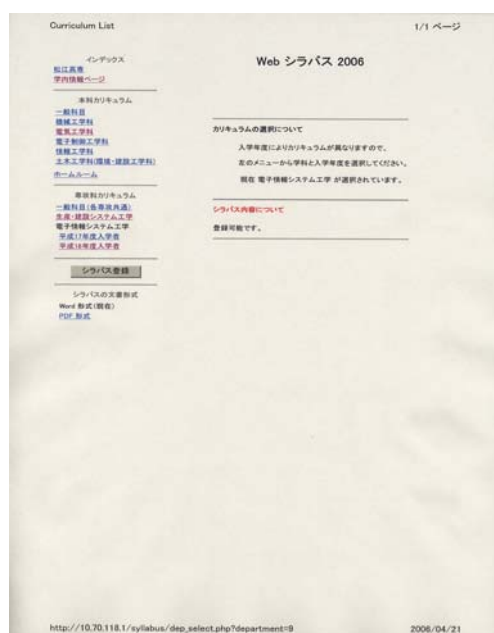 Curriculum List
1/1 ページ
インデックス
松江高専
学内情報ページ
本科カリキュラム
一般科目
機械工学科
電気工学科
電子制御工学科
情報工学科
土木工学科(環境・建設工学科)
ホームルーム
専攻科カリキュラム
一般科目(各専攻共通)
生産・建設システム工学
電子情報システム工学
平成17年度入学者
平成18年度入学者
シラバス登録
シラバスの文書形式
Word 形式(現在)
PDF 形式
Web シラバス 2006
カリキュラムの選択について
入学年度によりカリキュラムが異なりますので、
左のメニューから学科と入学年度を選択してください。
現在 電子情報システム工学 が選択されています。
シラバス内容について
登録可能です。
http://10.70.118.1/syllabus/dep_select.php?department=9
2006/04/21